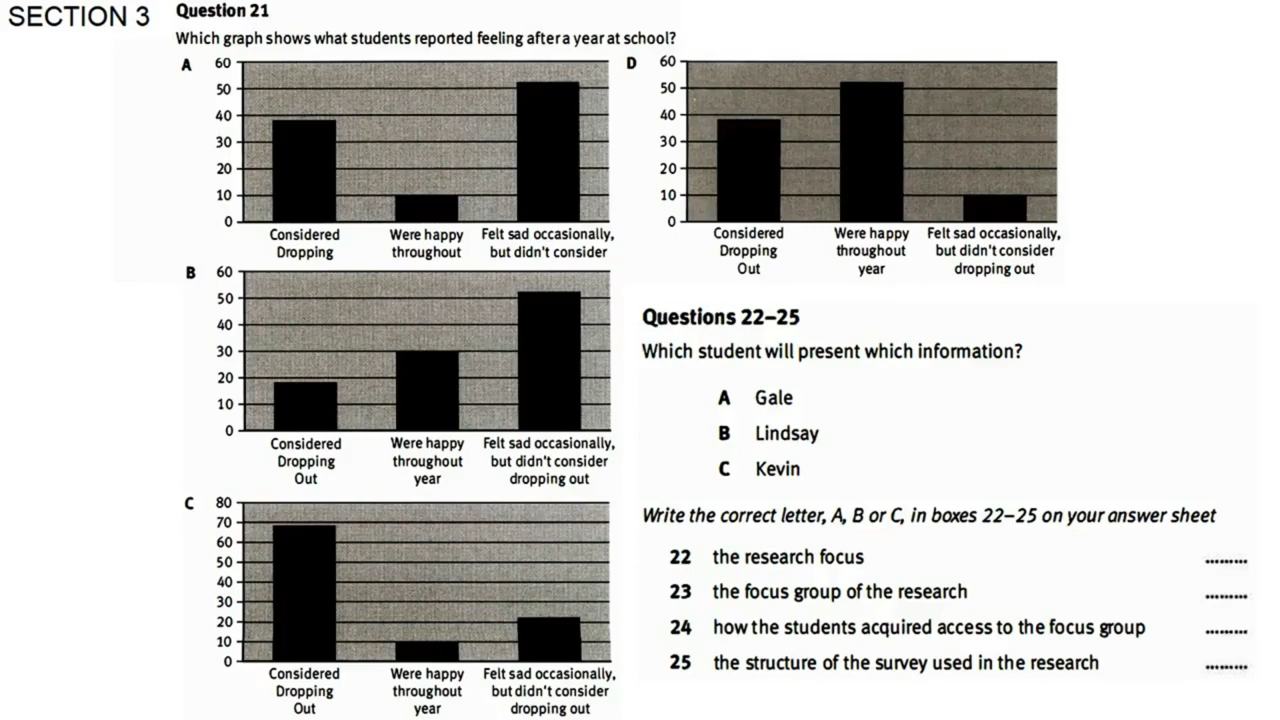 SECTION 3
Question 21
Which graph shows what students reported feeling after a year at school?
A
60
50
40
30
20
10
0
Considered
Dropping
Were happy
throughout
Felt sad occasionally,
but didn't consider
B
60
50
40
30
20
10
0
Considered
Dropping
Out
Were happy
throughout
year
Felt sad occasionally,
but didn't consider
dropping out
C
80
70
60
50
40
30
20
10
0
Considered
Dropping
Out
Were happy
throughout
year
Felt sad occasionally,
but didn't consider
dropping out
D
60
50
40
30
20
10
0
Considered
Dropping
Out
Were happy
throughout
year
Felt sad occasionally,
but didn't consider
dropping out
Questions 22–25
Which student will present which information?
A Gale
B Lindsay
C Kevin
Write the correct letter, A, B or C, in boxes 22–25 on your answer sheet
22 the research focus .........
23 the focus group of the research .........
24 how the students acquired access to the focus group .........
25 the structure of the survey used in the research .........